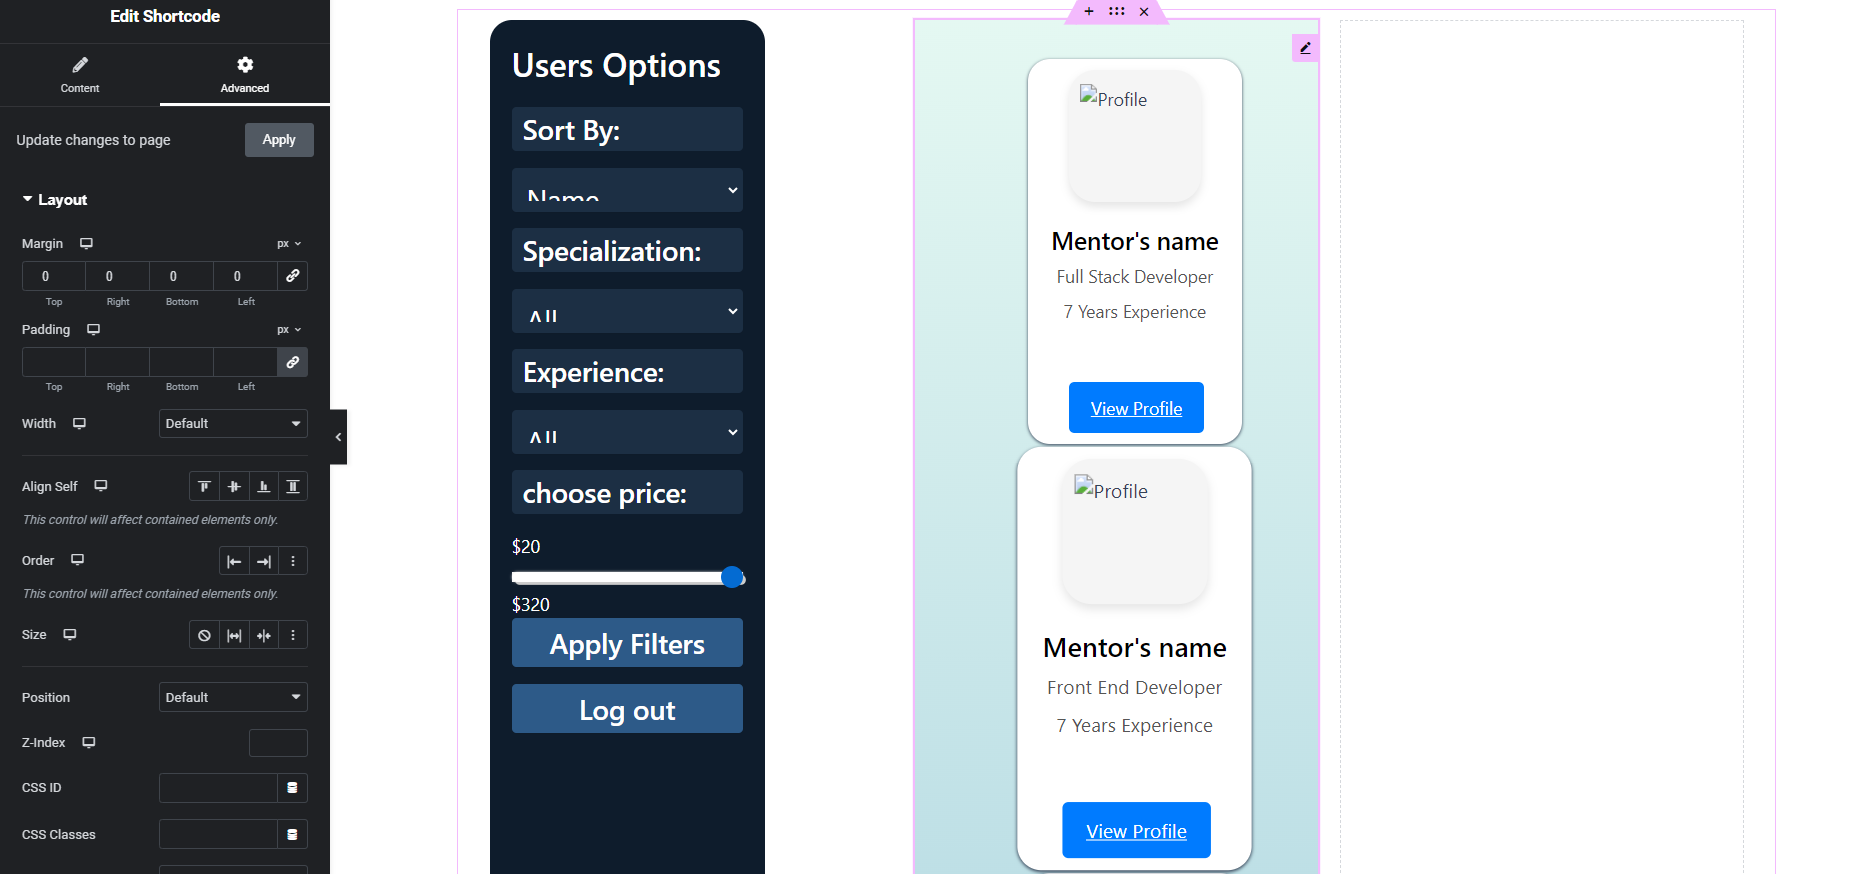 Edit Shortcode
Content
Advanced
Update changes to page
Apply
Layout
Margin
px
0
0
0
0
Top
Right
Bottom
Left
Padding
px
Top
Right
Bottom
Left
Width
Default
Align Self
This control will affect contained elements only.
Order
This control will affect contained elements only.
Size
Position
Default
Z-Index
CSS ID
CSS Classes
Users Options
Sort By:
Name
Specialization:
All
Experience:
All
choose price:
$20
$320
Apply Filters
Log out
Profile
Mentor's name
Full Stack Developer
7 Years Experience
View Profile
Profile
Mentor's name
Front End Developer
7 Years Experience
View Profile